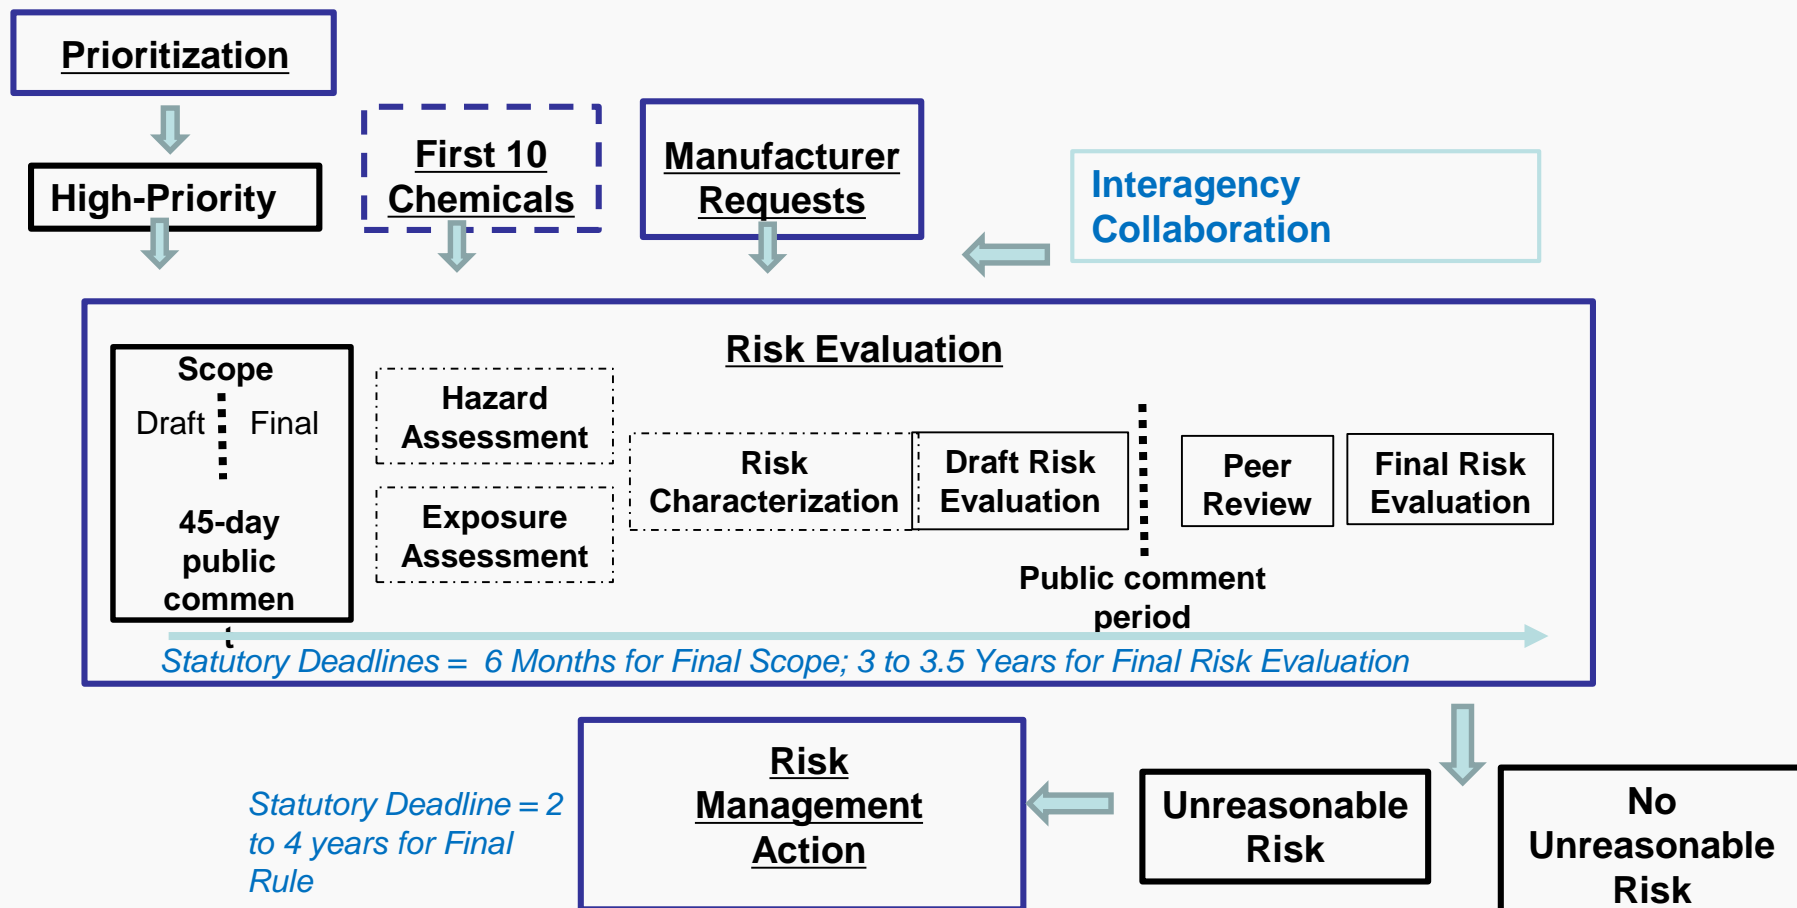 Prioritization
High-Priority
First 10
Chemicals
Manufacturer
Requests
Interagency
Collaboration
Risk Evaluation
Scope
Draft
Final
45-day
public
commen
t
Hazard
Assessment
Exposure
Assessment
Risk
Characterization
Draft Risk
Evaluation
Public comment
period
Peer
Review
Final Risk
Evaluation
Statutory Deadlines = 6 Months for Final Scope; 3 to 3.5 Years for Final Risk Evaluation
Statutory Deadline = 2
to 4 years for Final
Rule
Risk
Management
Action
Unreasonable
Risk
No
Unreasonable
Risk